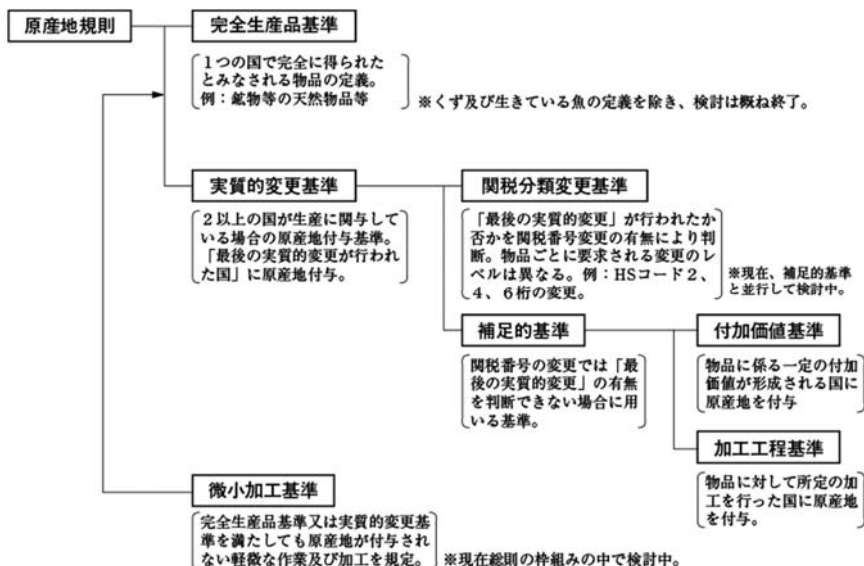 原産地規則
完全生産品基準
１つの国で完全に得られた
とみなされる物品の定義。
例：鉱物等の天然物品等
※くず及び生きている魚の定義を除き、検討は概ね終了。
実質的変更基準
２以上の国が生産に関与して
いる場合の原産地付与基準。
「最後の実質的変更が行われ
た国」に原産地付与。
関税分類変更基準
「最後の実質的変更」が行われたか
否かを関税番号変更の有無により判
断。物品ごとに要求される変更のレ
ベルは異なる。例：HSコード２、
４、６桁の変更。
※現在、補足的基準
と並行して検討中。
補足的基準
関税番号の変更では「最
後の実質的変更」の有無
を判断できない場合に用
いる基準。
付加価値基準
物品に係る一定の付加
価値が形成される国に
原産地を付与
加工工程基準
物品に対して所定の加
工を行った国に原産地
を付与。
微小加工基準
完全生産品基準又は実質的変更基
準を満たしても原産地が付与され
ない軽微な作業及び加工を規定。
※現在総則の枠組みの中で検討中。